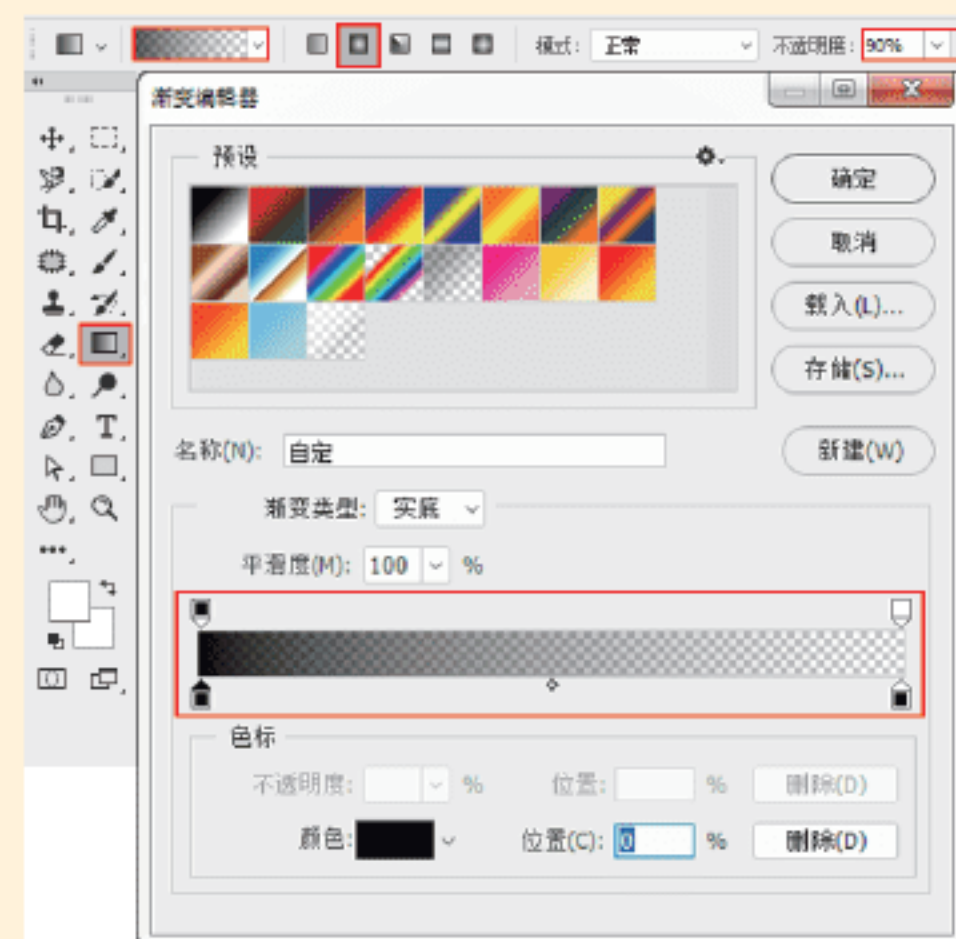 模式: 正常 不透明度: 90%
渐变编辑器
预设
确定
取消
载入(L)...
存储(S)...
名称(N): 自定
新建(W)
渐变类型: 实底
平滑度(M): 100 %
色标
不透明度: % 位置: % 删除(D)
颜色: 位置(C): 0 % 删除(D)
T